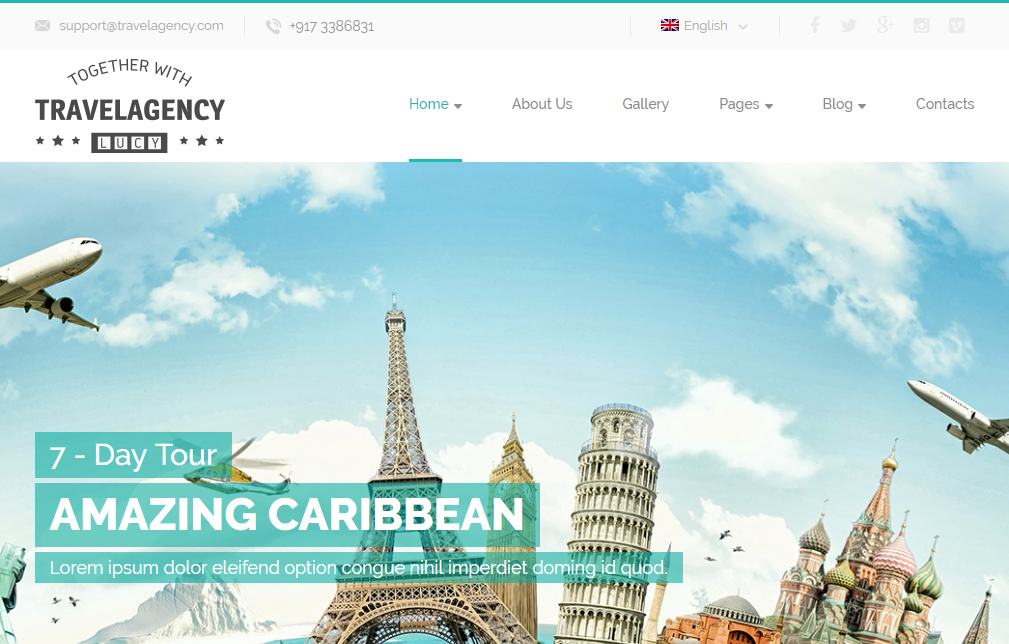 support@travelagency.com
+917 3386831
English
TOGETHER WITH
TRAVELAGENCY
LUCY
Home
About Us
Gallery
Pages
Blog
Contacts
7 - Day Tour
AMAZING CARIBBEAN
Lorem ipsum dolor eleifend option congue nihil imperdiet doming id quod.